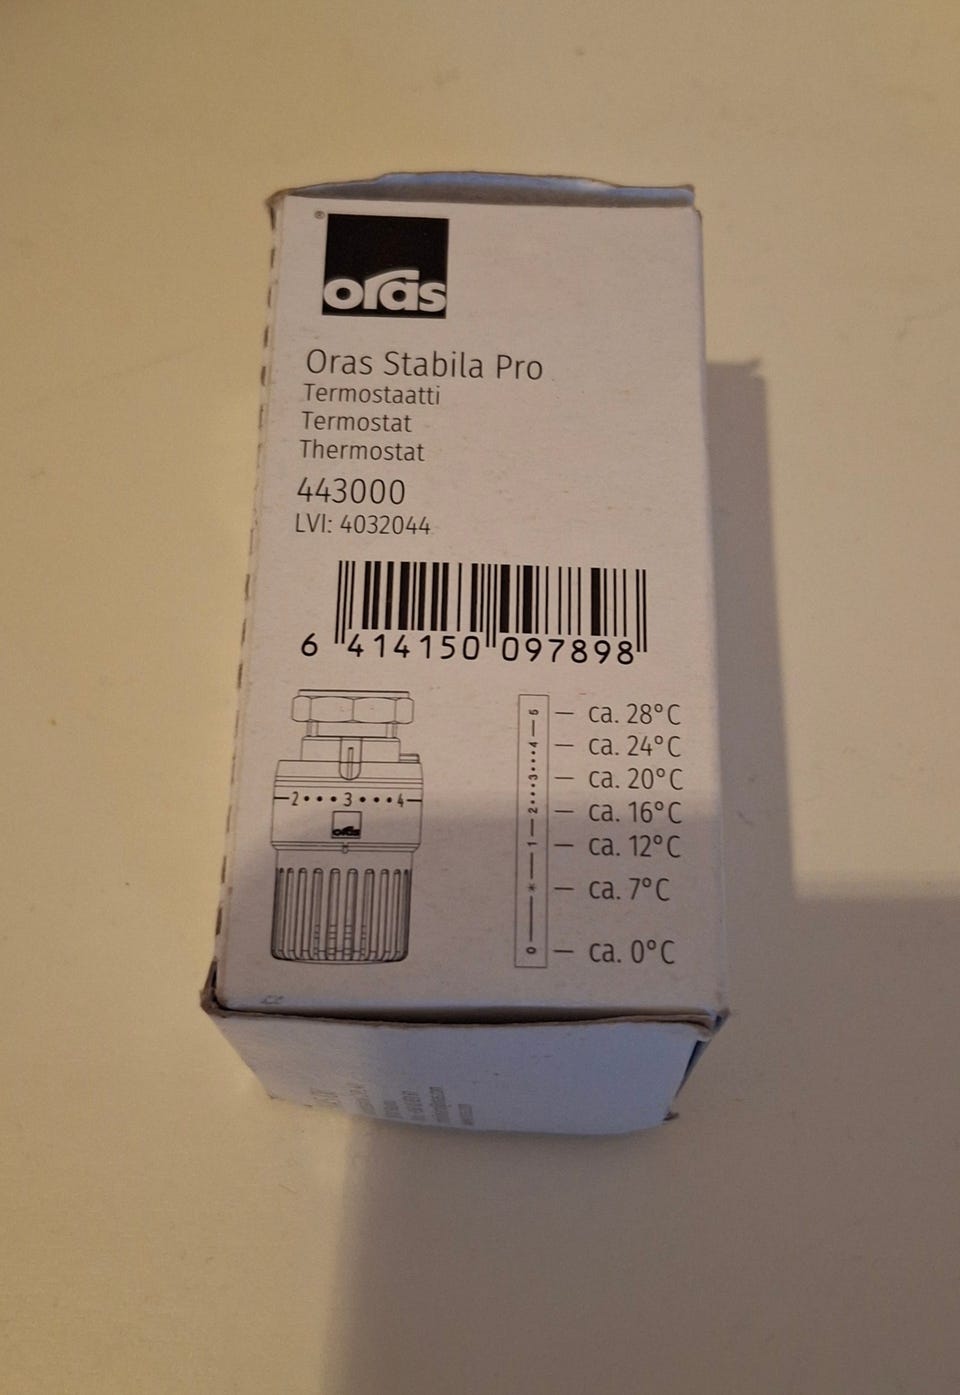 ®
oras
Oras Stabila Pro
Termostaatti
Termostat
Thermostat
443000
LVI: 4032044
6 414150 097898
5 — ca. 28°C
4 — ca. 24°C
3 — ca. 20°C
2 — ca. 16°C
1 — ca. 12°C
* — ca. 7°C
0 — ca. 0°C
2•••3•••4
oras